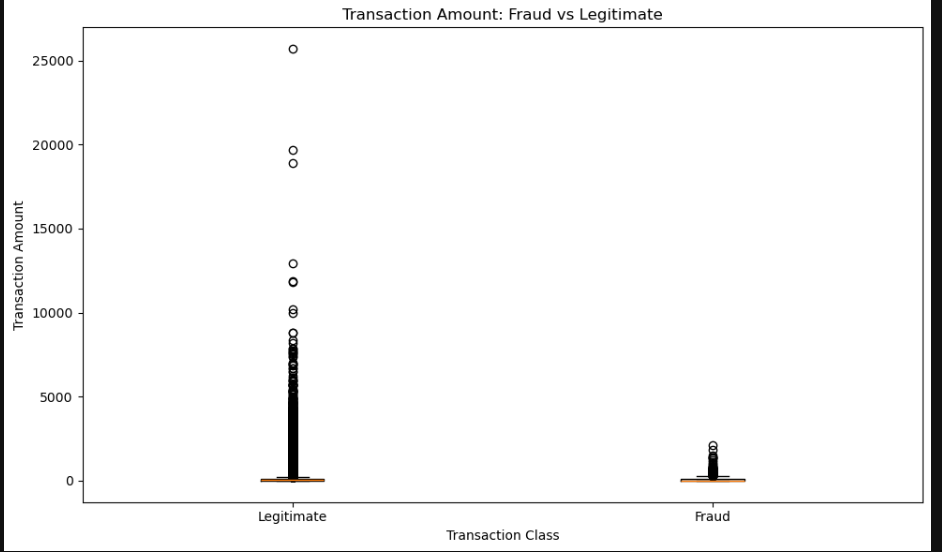 Transaction Amount: Fraud vs Legitimate
25000
20000
15000
10000
5000
0
Transaction Amount
Legitimate
Fraud
Transaction Class